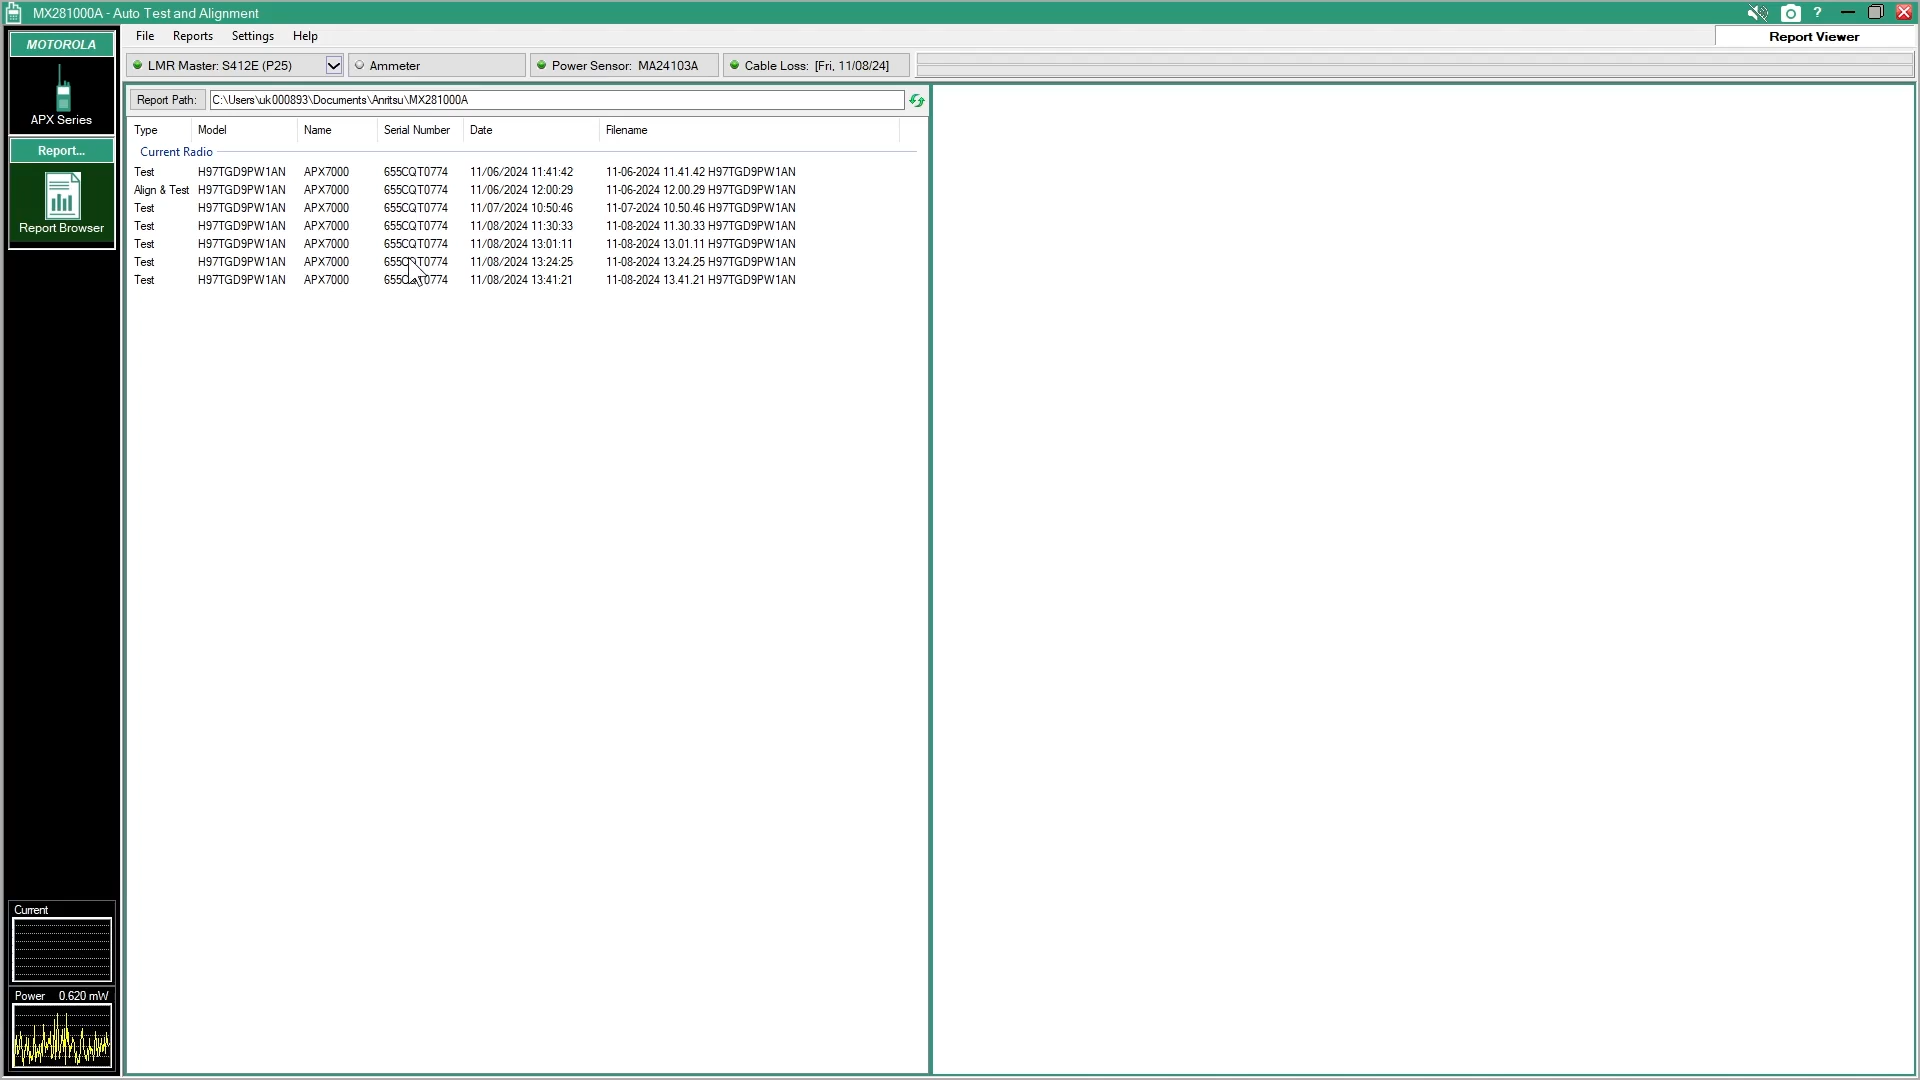 MX281000A - Auto Test and Alignment
?
MOTOROLA
APX Series
Report...
Report Browser
File Reports Settings Help
Report Viewer
LMR Master: S412E (P25) Ammeter Power Sensor: MA24103A Cable Loss: [Fri, 11/08/24]
Report Path: C:\Users\uk000893\Documents\Anritsu\MX281000A
Type Model Name Serial Number Date Filename
Current Radio
Test H97TGD9PW1AN APX7000 655CQT0774 11/06/2024 11:41:42 11-06-2024 11.41.42 H97TGD9PW1AN
Align & Test H97TGD9PW1AN APX7000 655CQT0774 11/06/2024 12:00:29 11-06-2024 12.00.29 H97TGD9PW1AN
Test H97TGD9PW1AN APX7000 655CQT0774 11/07/2024 10:50:46 11-07-2024 10.50.46 H97TGD9PW1AN
Test H97TGD9PW1AN APX7000 655CQT0774 11/08/2024 11:30:33 11-08-2024 11.30.33 H97TGD9PW1AN
Test H97TGD9PW1AN APX7000 655CQT0774 11/08/2024 13:01:11 11-08-2024 13.01.11 H97TGD9PW1AN
Test H97TGD9PW1AN APX7000 655CQT0774 11/08/2024 13:24:25 11-08-2024 13.24.25 H97TGD9PW1AN
Test H97TGD9PW1AN APX7000 655CQT0774 11/08/2024 13:41:21 11-08-2024 13.41.21 H97TGD9PW1AN
Current
Power 0.620 mW